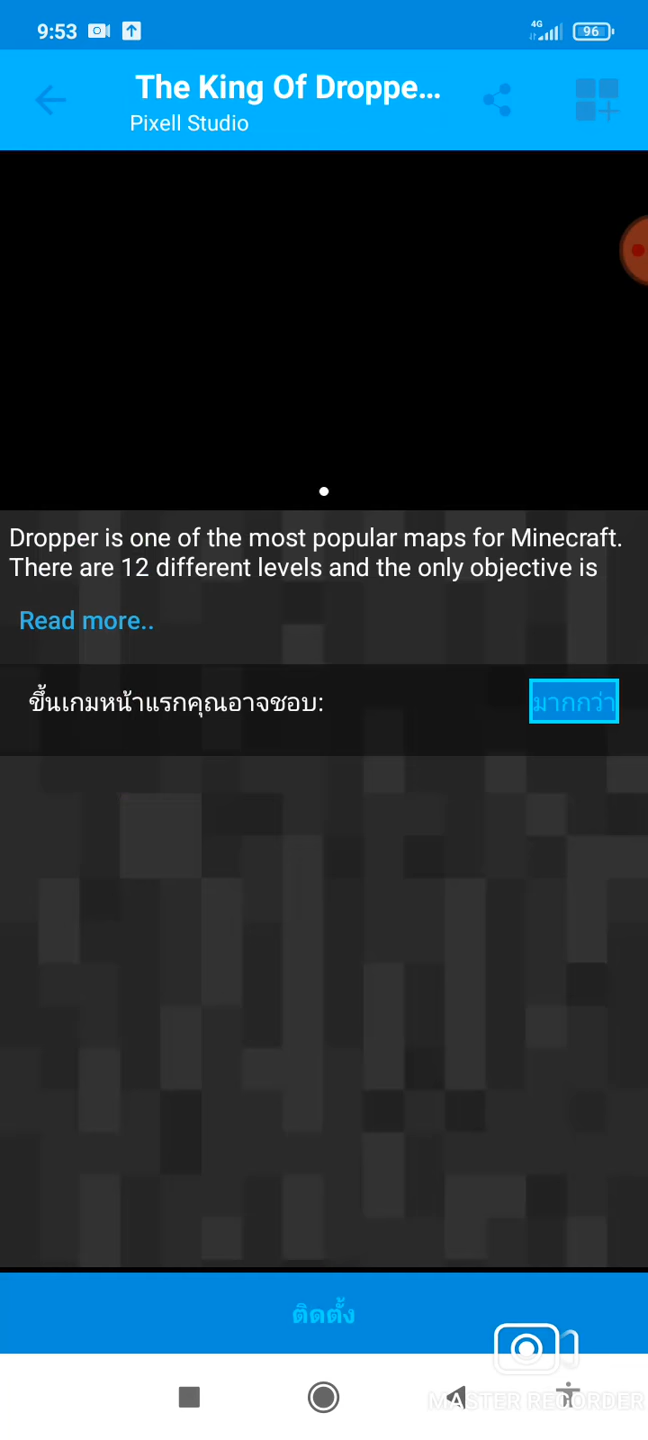 9:53
4G
96
The King Of Droppe...
Pixell Studio
Dropper is one of the most popular maps for Minecraft.
There are 12 different levels and the only objective is
Read more..
ขึ้นเกมหน้าแรกคุณอาจชอบ:
มากกว่า
ติดตั้ง
MASTER RECORDER